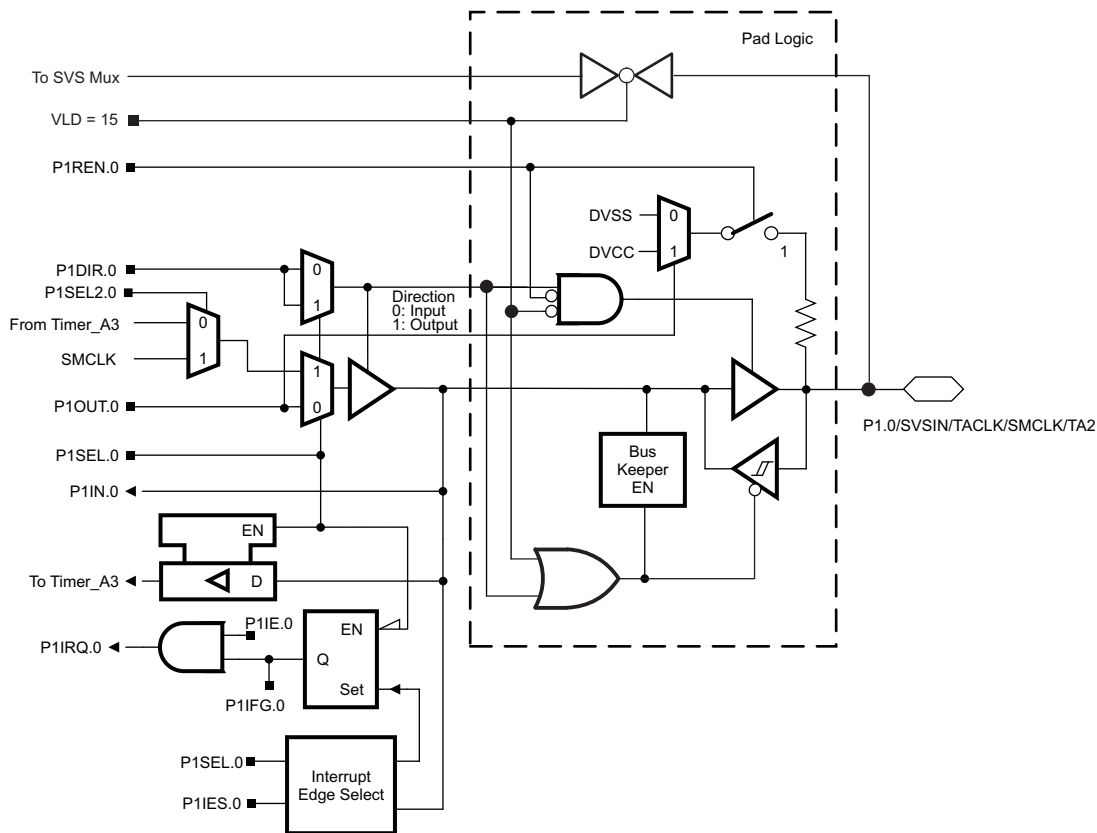 Pad Logic
To SVS Mux
VLD = 15
P1REN.0
DVSS
0
DVCC
1
1
P1DIR.0
0
P1SEL2.0
1
Direction
0: Input
1: Output
From Timer_A3
0
SMCLK
1
1
P1OUT.0
0
P1.0/SVSIN/TACLK/SMCLK/TA2
P1SEL.0
Bus
Keeper
EN
P1IN.0
EN
To Timer_A3
D
P1IE.0
EN
P1IRQ.0
Q
Set
P1IFG.0
P1SEL.0
Interrupt
Edge Select
P1IES.0